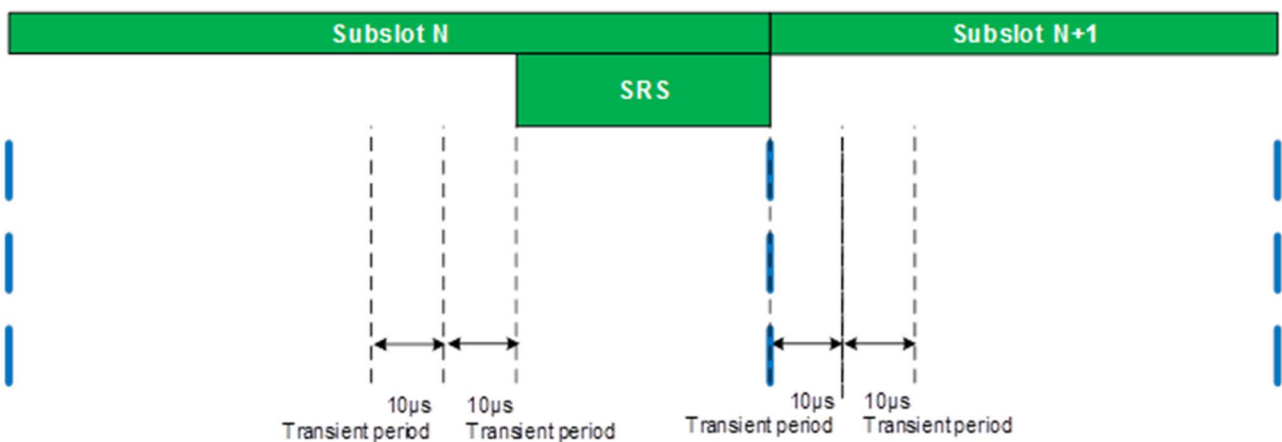 Subslot N
Subslot N+1
SRS
10µs
Transient period
10µs
Transient period
10µs
Transient period
10µs
Transient period